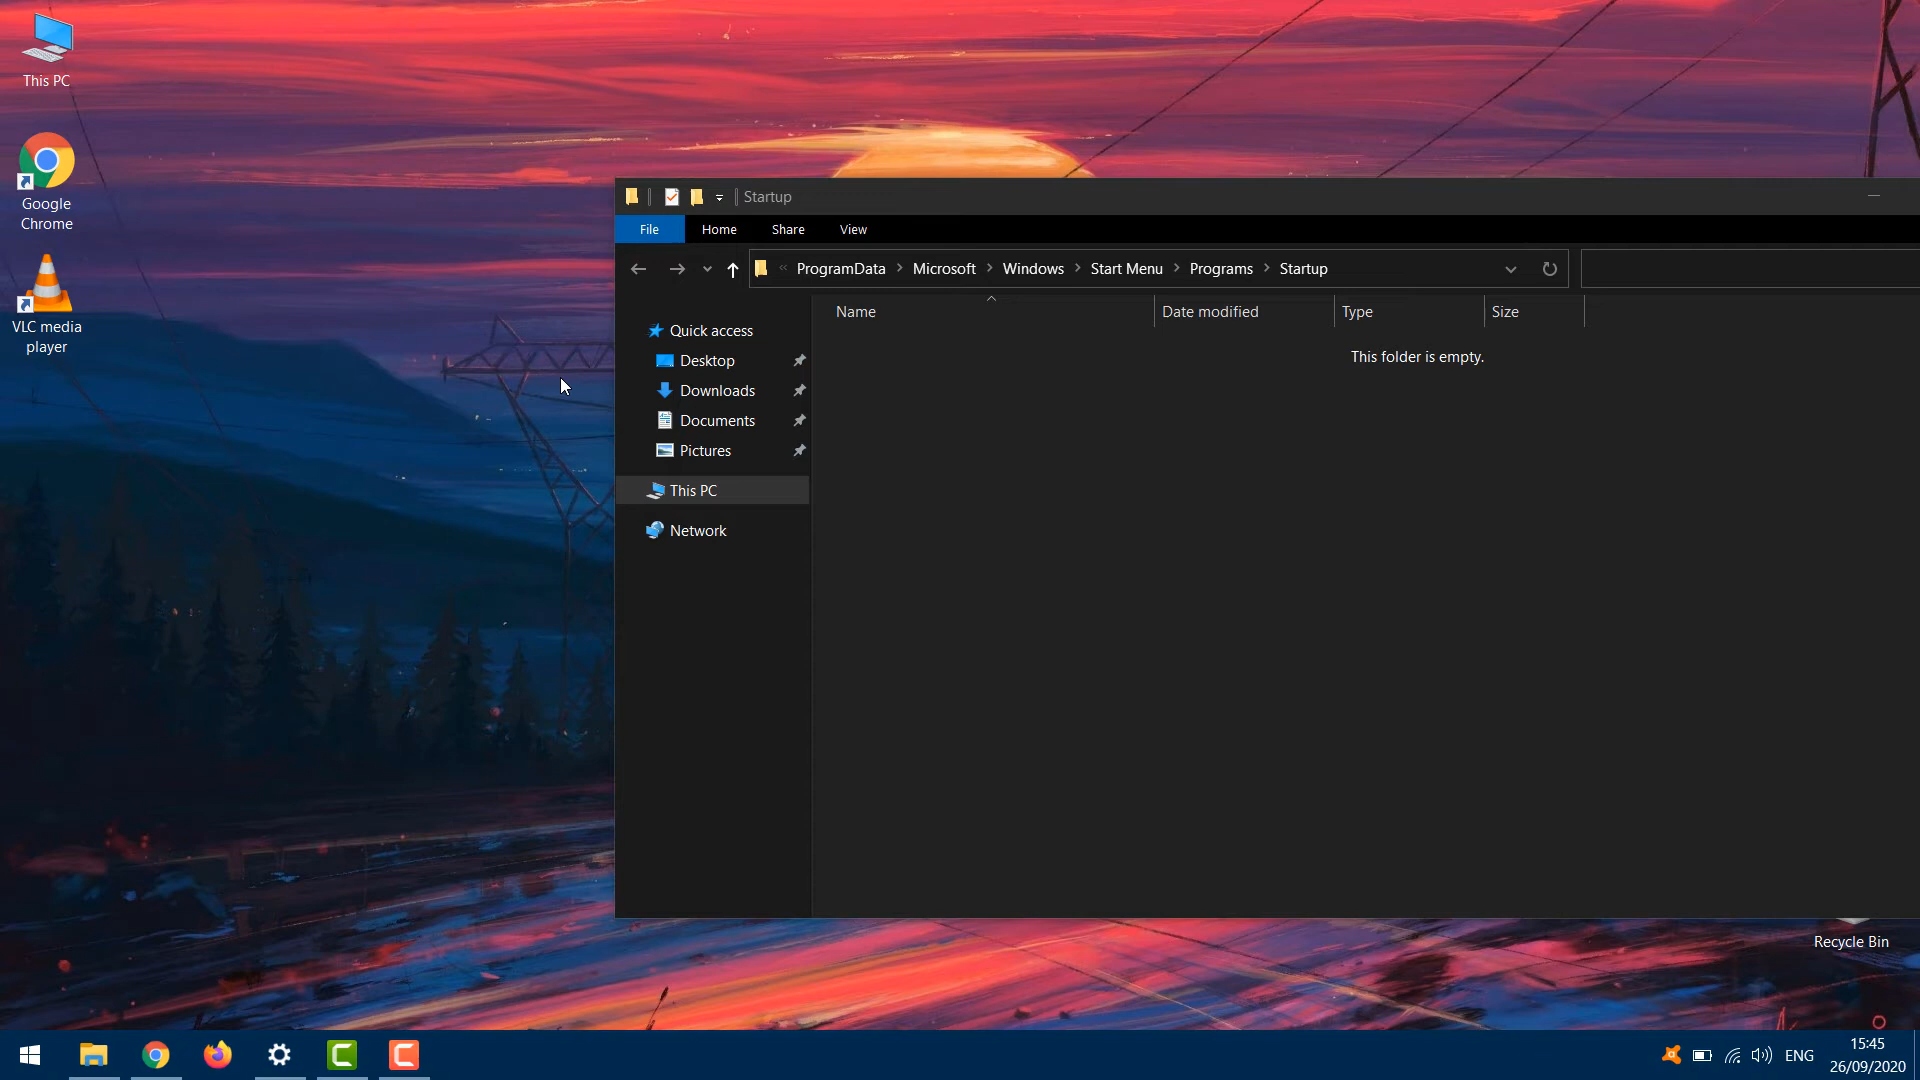 This PC
Google
Chrome
VLC media
player
Startup
File
Home
Share
View
ProgramData
Microsoft
Windows
Start Menu
Programs
Startup
Name
Date modified
Type
Size
This folder is empty.
Quick access
Desktop
Downloads
Documents
Pictures
This PC
Network
Recycle Bin
ENG
15:45
26/09/2020